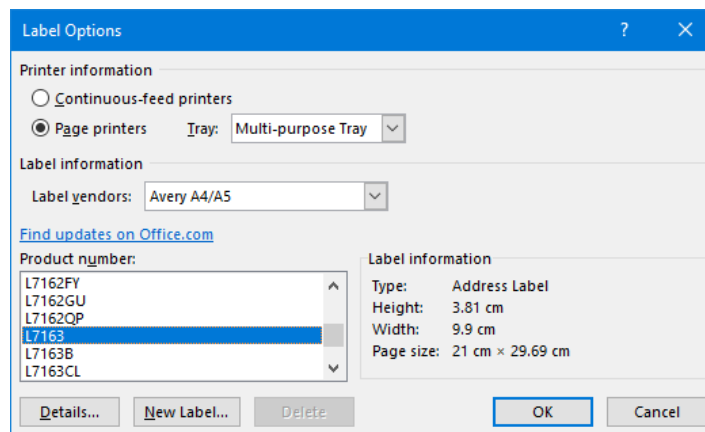 Label Options
Printer information
Continuous-feed printers
Page printers Tray: Multi-purpose Tray
Label information
Label vendors: Avery A4/A5
Find updates on Office.com
Product number:
L7162FY
L7162GU
L7162QP
L7163
L7163B
L7163CL
Label information
Type: Address Label
Height: 3.81 cm
Width: 9.9 cm
Page size: 21 cm × 29.69 cm
Details... New Label... Delete OK Cancel